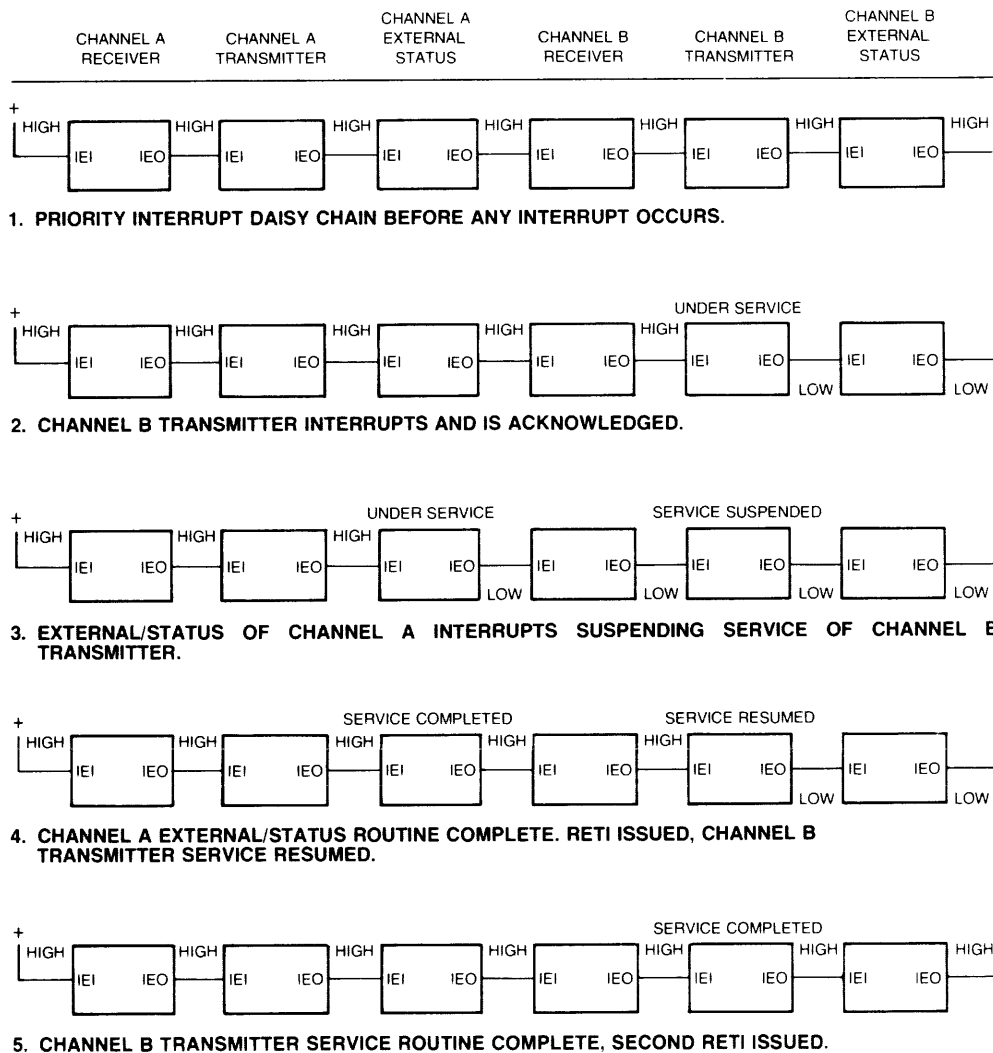 CHANNEL A RECEIVER
CHANNEL A TRANSMITTER
CHANNEL A EXTERNAL STATUS
CHANNEL B RECEIVER
CHANNEL B TRANSMITTER
CHANNEL B EXTERNAL STATUS
+
HIGH HIGH HIGH HIGH HIGH HIGH HIGH
IEI IEO IEI IEO IEI IEO IEI IEO IEI IEO IEI IEO
1. PRIORITY INTERRUPT DAISY CHAIN BEFORE ANY INTERRUPT OCCURS.
UNDER SERVICE
+
HIGH HIGH HIGH HIGH HIGH
IEI IEO IEI IEO IEI IEO IEI IEO IEI IEO IEI IEO
LOW LOW
2. CHANNEL B TRANSMITTER INTERRUPTS AND IS ACKNOWLEDGED.
UNDER SERVICE SERVICE SUSPENDED
+
HIGH HIGH HIGH
IEI IEO IEI IEO IEI IEO IEI IEO IEI IEO IEI IEO
LOW LOW LOW LOW
3. EXTERNAL/STATUS OF CHANNEL A INTERRUPTS SUSPENDING SERVICE OF CHANNEL B
TRANSMITTER.
SERVICE COMPLETED SERVICE RESUMED
+
HIGH HIGH HIGH HIGH HIGH
IEI IEO IEI IEO IEI IEO IEI IEO IEI IEO IEI IEO
LOW LOW
4. CHANNEL A EXTERNAL/STATUS ROUTINE COMPLETE. RETI ISSUED, CHANNEL B
TRANSMITTER SERVICE RESUMED.
SERVICE COMPLETED
+
HIGH HIGH HIGH HIGH HIGH HIGH HIGH
IEI IEO IEI IEO IEI IEO IEI IEO IEI IEO IEI IEO
5. CHANNEL B TRANSMITTER SERVICE ROUTINE COMPLETE, SECOND RETI ISSUED.